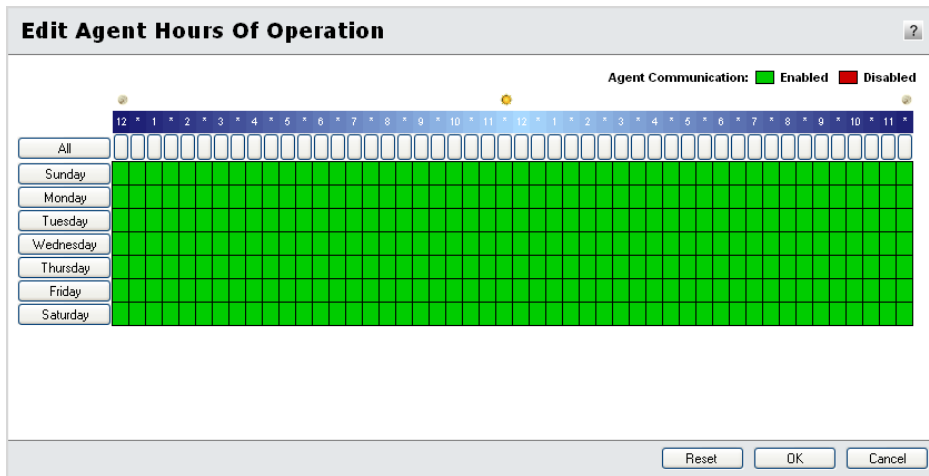 Edit Agent Hours Of Operation
?
Agent Communication: Enabled Disabled
12 * 1 * 2 * 3 * 4 * 5 * 6 * 7 * 8 * 9 * 10 * 11 * 12 * 1 * 2 * 3 * 4 * 5 * 6 * 7 * 8 * 9 * 10 * 11 *
All
Sunday
Monday
Tuesday
Wednesday
Thursday
Friday
Saturday
Reset OK Cancel